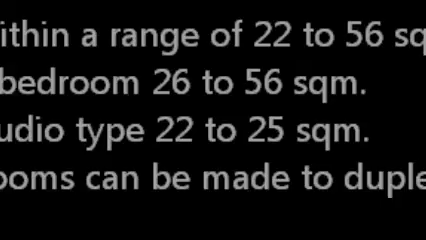 ithin a range of 22 to 56 sq
bedroom 26 to 56 sqm.
udio type 22 to 25 sqm.
ooms can be made to duple